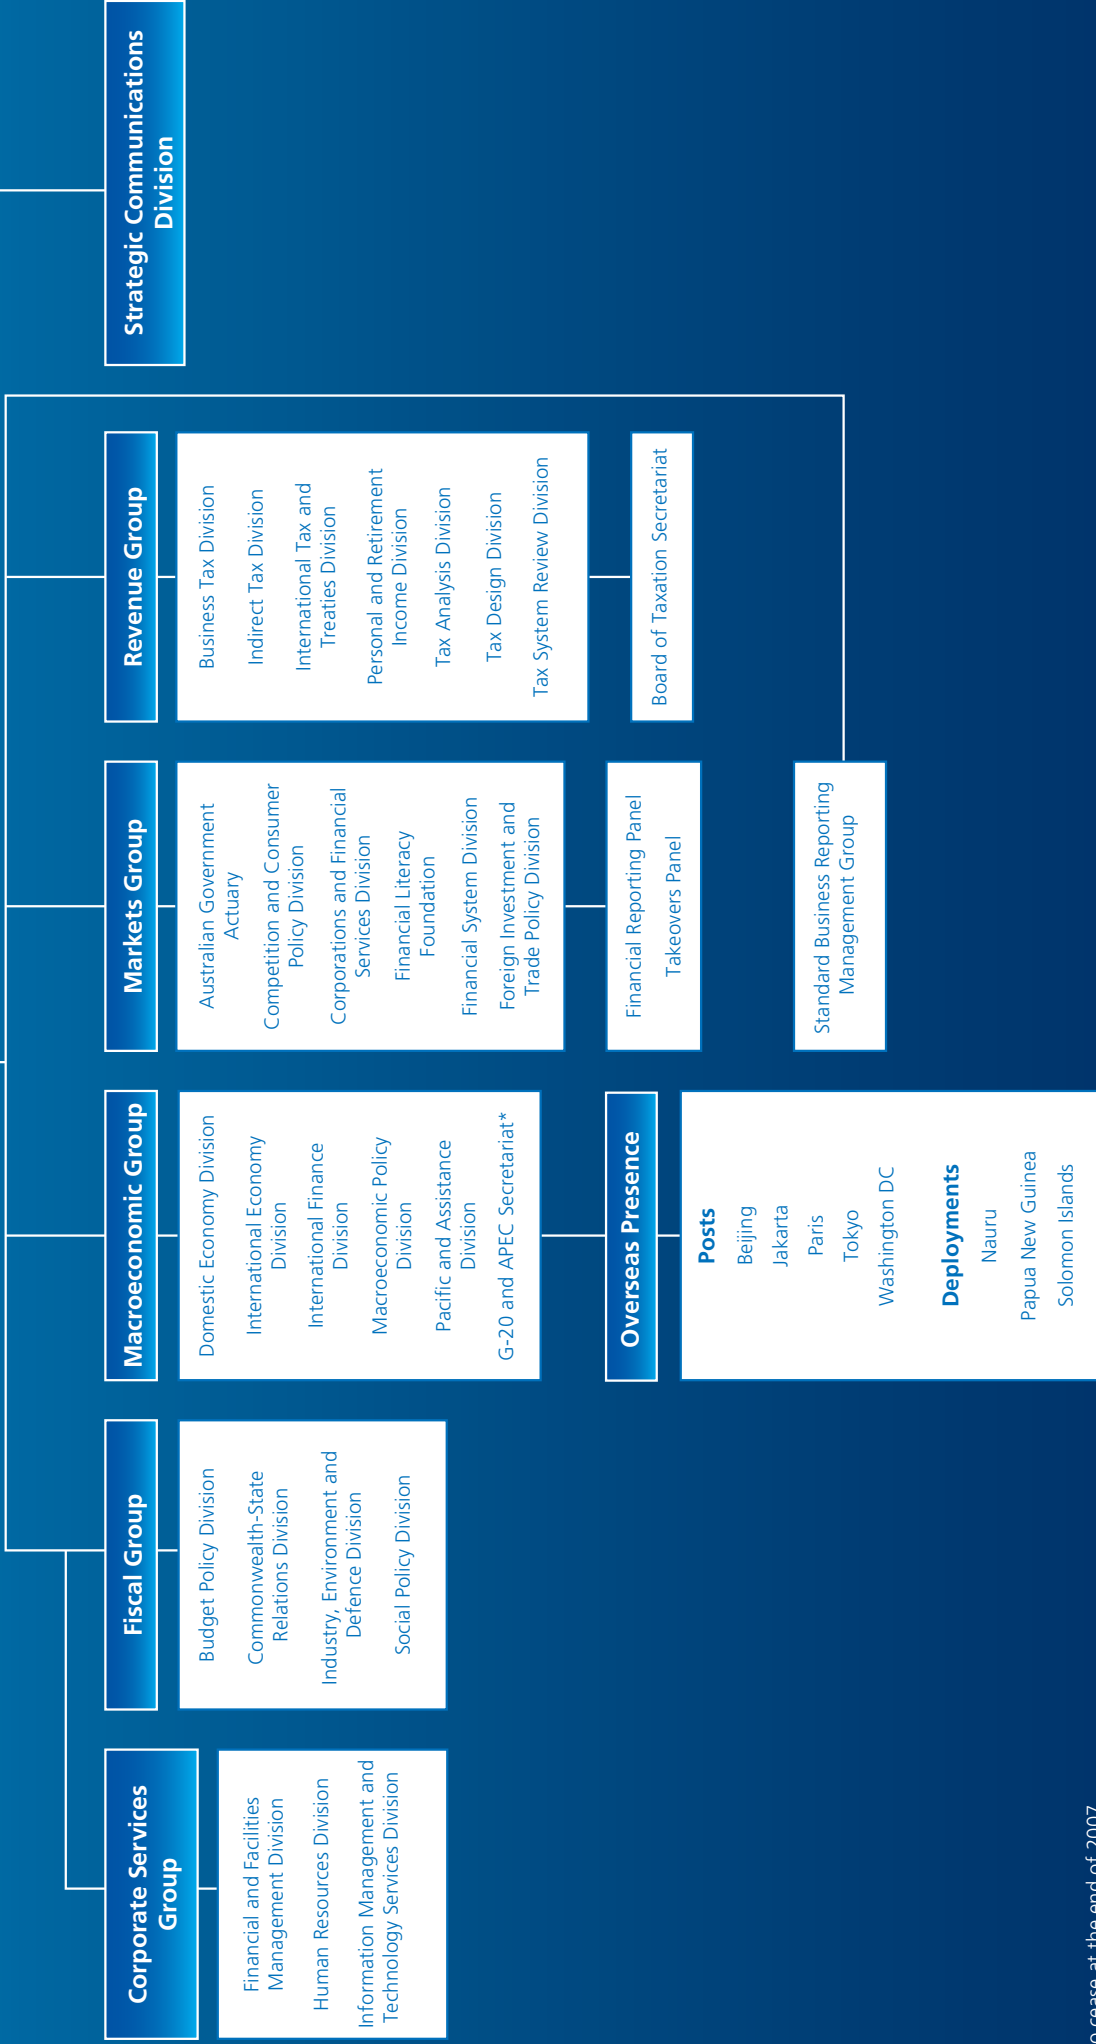 Corporate Services
Group
Financial and Facilities
Management Division
Human Resources Division
Information Management and
Technology Services Division
Fiscal Group
Budget Policy Division
Commonwealth-State
Relations Division
Industry, Environment and
Defence Division
Social Policy Division
Macroeconomic Group
Domestic Economy Division
International Economy
Division
International Finance
Division
Macroeconomic Policy
Division
Pacific and Assistance
Division
G-20 and APEC Secretariat*
Overseas Presence
Posts
Beijing
Jakarta
Paris
Tokyo
Washington DC
Deployments
Nauru
Papua New Guinea
Solomon Islands
Markets Group
Australian Government
Actuary
Competition and Consumer
Policy Division
Corporations and Financial
Services Division
Financial Literacy
Foundation
Financial System Division
Foreign Investment and
Trade Policy Division
Financial Reporting Panel
Takeovers Panel
Standard Business Reporting
Management Group
Revenue Group
Business Tax Division
Indirect Tax Division
International Tax and
Treaties Division
Personal and Retirement
Income Division
Tax Analysis Division
Tax Design Division
Tax System Review Division
Board of Taxation Secretariat
Strategic Communications
Division
cease at the end of 2007